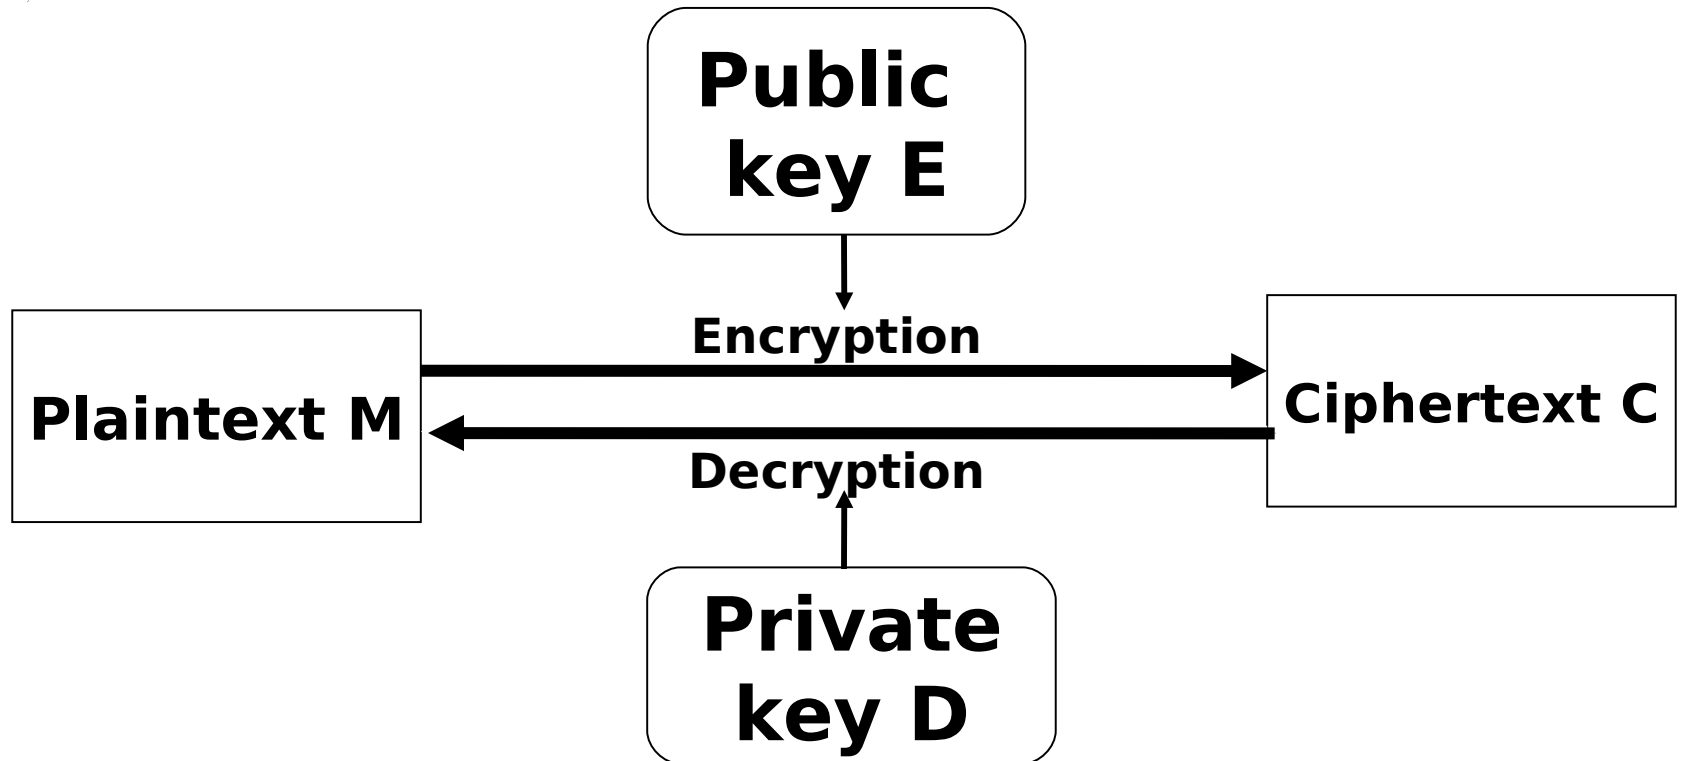 Public
key E
Encryption
Plaintext M
Ciphertext C
Decryption
Private
key D